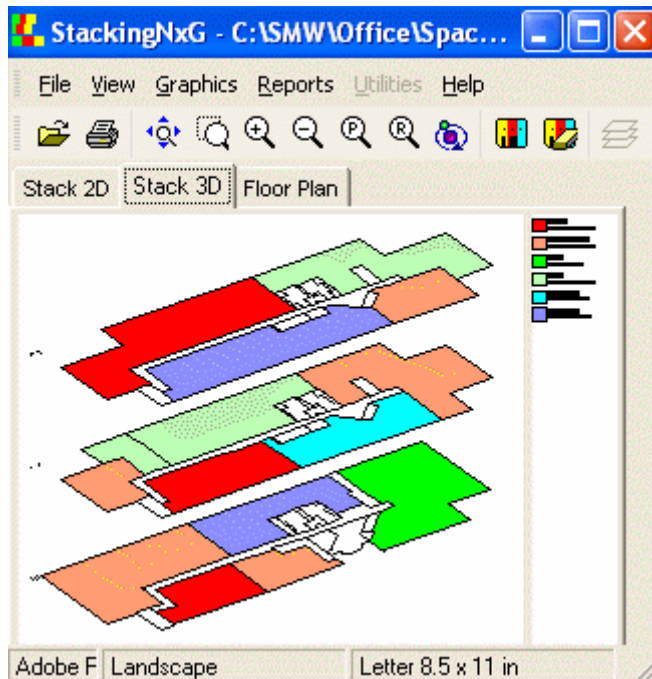 StackingNxG - C:\SMW\Office\Spac...
File View Graphics Reports Utilities Help
P R
Stack 2D Stack 3D Floor Plan
Adobe F Landscape Letter 8.5 x 11 in